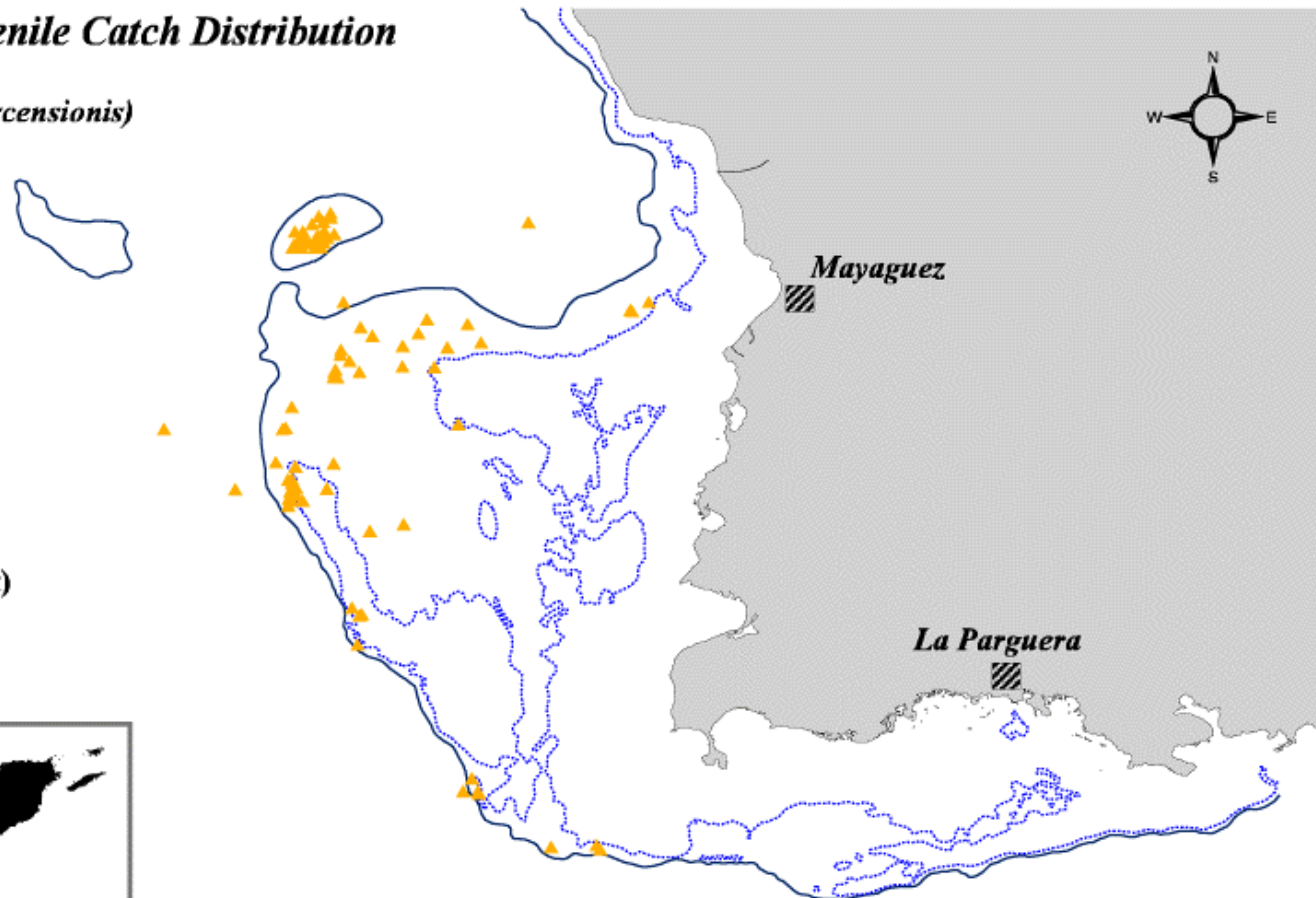 enile Catch Distribution
censionis)
N
W E
S
Mayaguez
La Parguera
)